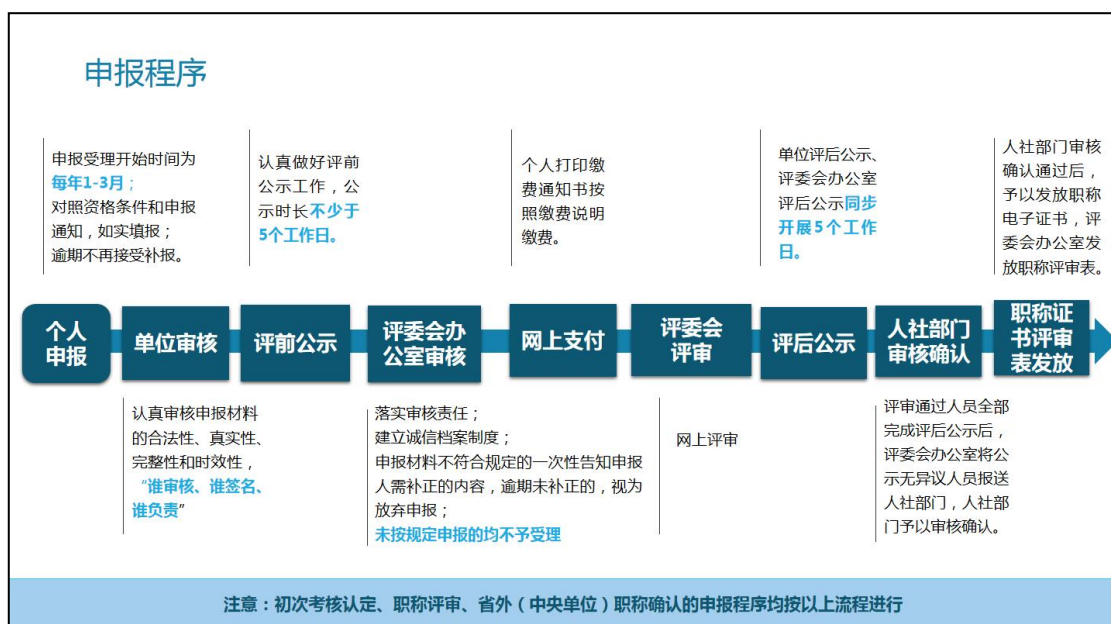 申报程序
申报受理开始时间为
每年1-3月；
对照资格条件和申报
通知，如实填报；
逾期不再接受补报。
认真做好评前
公示工作，公
示时长不少于
5个工作日。
个人打印缴
费通知书按
照缴费说明
缴费。
单位评后公示、
评委会办公室
评后公示同步
开展5个工作
日。
人社部门审核
确认通过后，
予以发放职称
电子证书，评
委会办公室发
放职称评审表。
个人
申报
单位审核
评前公示
评委会办
公室审核
网上支付
评委会
评审
评后公示
人社部门
审核确认
职称证
书评审
表发放
认真审核申报材料
的合法性、真实性、
完整性和时效性，
“谁审核、谁签名、
谁负责”
落实审核责任；
建立诚信档案制度；
申报材料不符合规定的一次性告知申报
人需补正的内容，逾期未补正的，视为
放弃申报；
未按规定申报的均不予受理
网上评审
评审通过人员全部
完成评后公示后，
评委会办公室将公
示无异议人员报送
人社部门，人社部
门予以审核确认。
注意：初次考核认定、职称评审、省外（中央单位）职称确认的申报程序均按以上流程进行